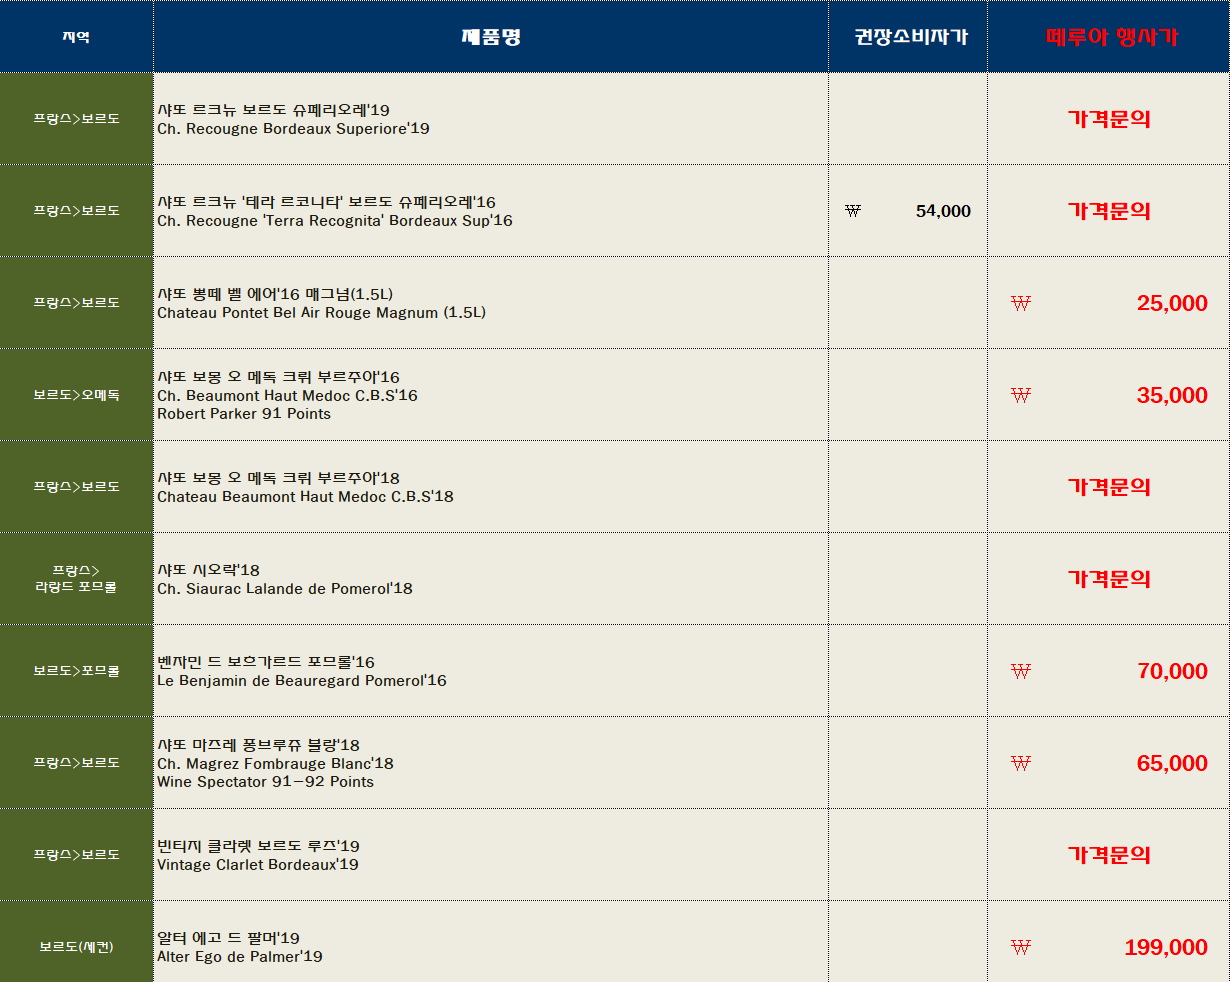 지역 제품명 권장소비자가 떼루아 행사가
프랑스>보르도
샤또 르크뉴 보르도 슈페리오레'19
Ch. Recougne Bordeaux Superiore'19
가격문의
프랑스>보르도
샤또 르크뉴 '테라 르코니타' 보르도 슈페리오레'16
Ch. Recougne 'Terra Recognita' Bordeaux Sup'16
₩ 54,000
가격문의
프랑스>보르도
샤또 뽕떼 벨 에어'16 매그넘(1.5L)
Chateau Pontet Bel Air Rouge Magnum (1.5L)
₩ 25,000
보르도>오메독
샤또 보몽 오 메독 크뤼 부르주아'16
Ch. Beaumont Haut Medoc C.B.S'16
Robert Parker 91 Points
₩ 35,000
프랑스>보르도
샤또 보몽 오 메독 크뤼 부르주아'18
Chateau Beaumont Haut Medoc C.B.S'18
가격문의
프랑스>
라랑드 포므롤
샤또 시오락'18
Ch. Siaurac Lalande de Pomerol'18
가격문의
보르도>포므롤
벤자민 드 보흐가르드 포므롤'16
Le Benjamin de Beauregard Pomerol'16
₩ 70,000
프랑스>보르도
샤또 마즈레 퐁브루쥬 블랑'18
Ch. Magrez Fombrauge Blanc'18
Wine Spectator 91-92 Points
₩ 65,000
프랑스>보르도
빈티지 클라렛 보르도 루즈'19
Vintage Clarlet Bordeaux'19
가격문의
보르도(세컨)
알터 에고 드 팔머'19
Alter Ego de Palmer'19
₩ 199,000